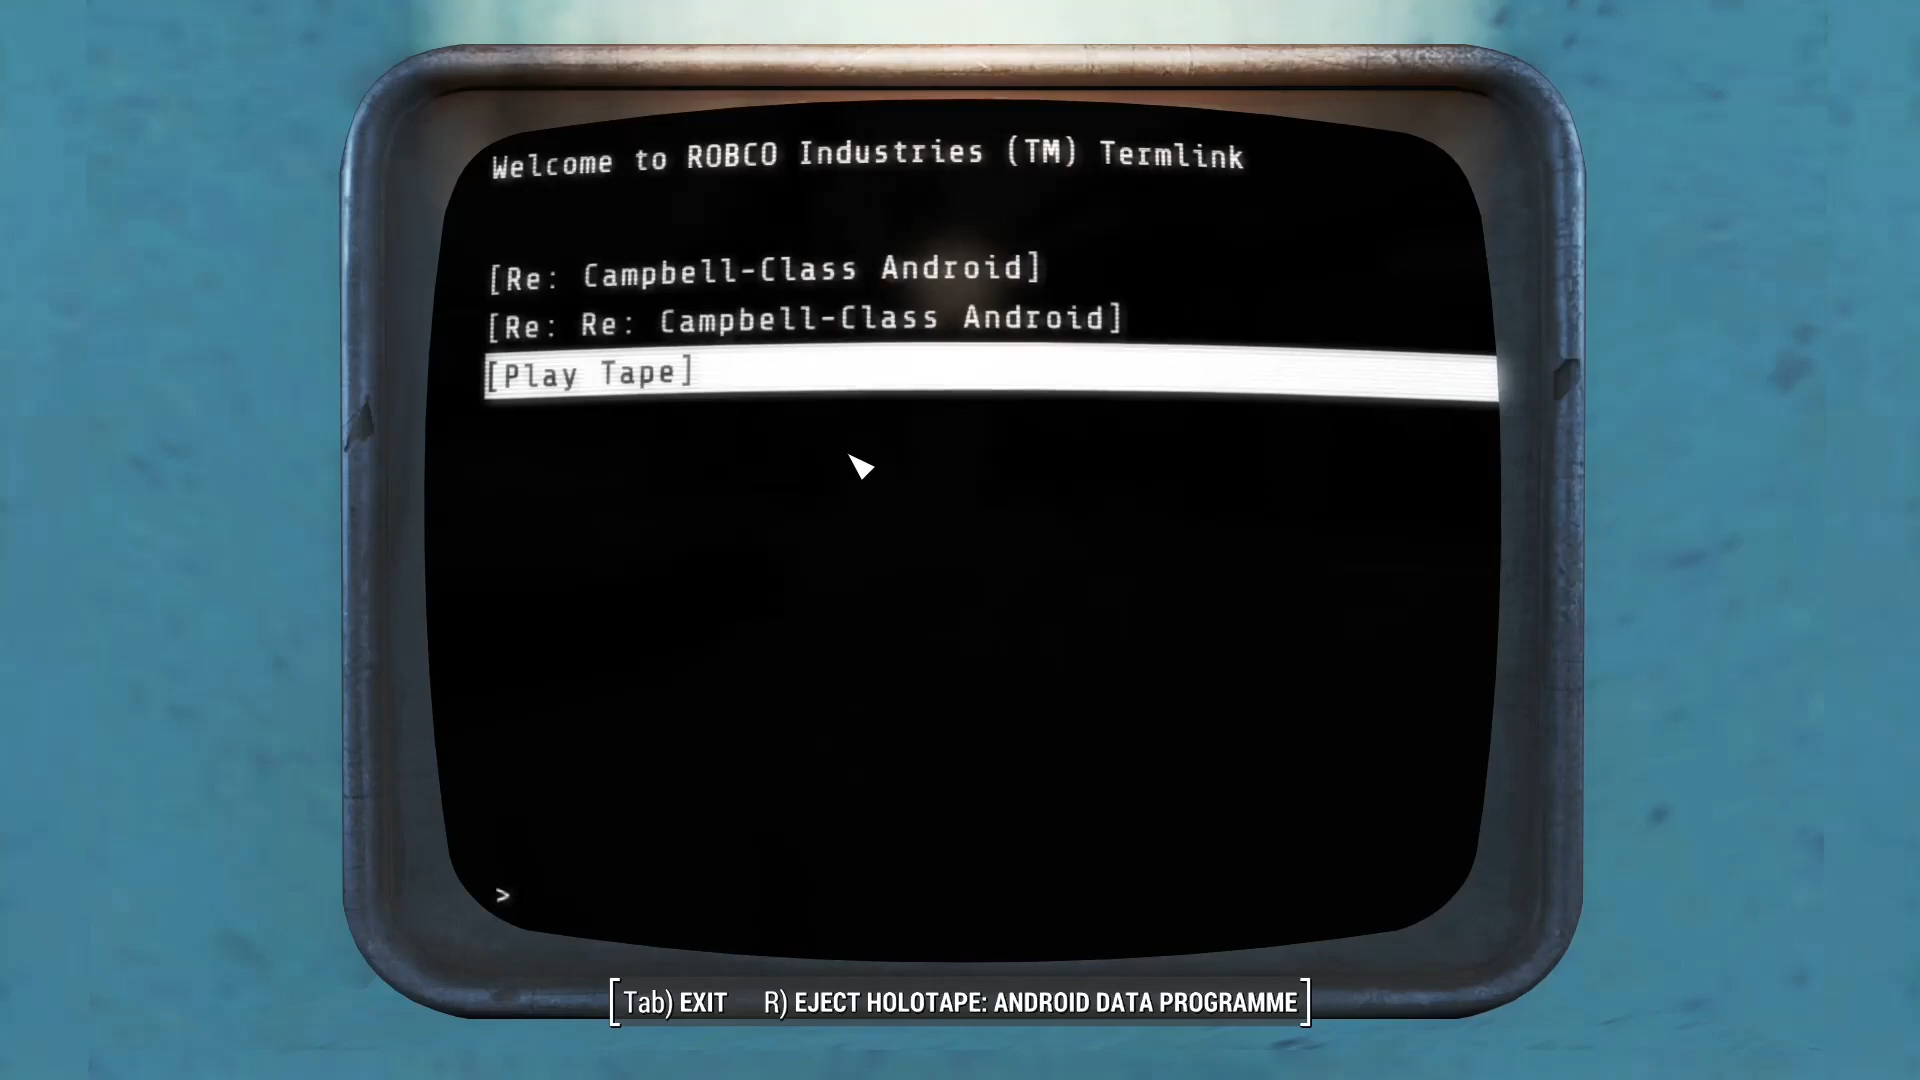 Welcome to ROBCO Industries (TM) Termlink
[Re: Campbell-Class Android]
[Re: Re: Campbell-Class Android]
[Play Tape]
>
[Tab) EXIT R) EJECT HOLOTAPE: ANDROID DATA PROGRAMME]